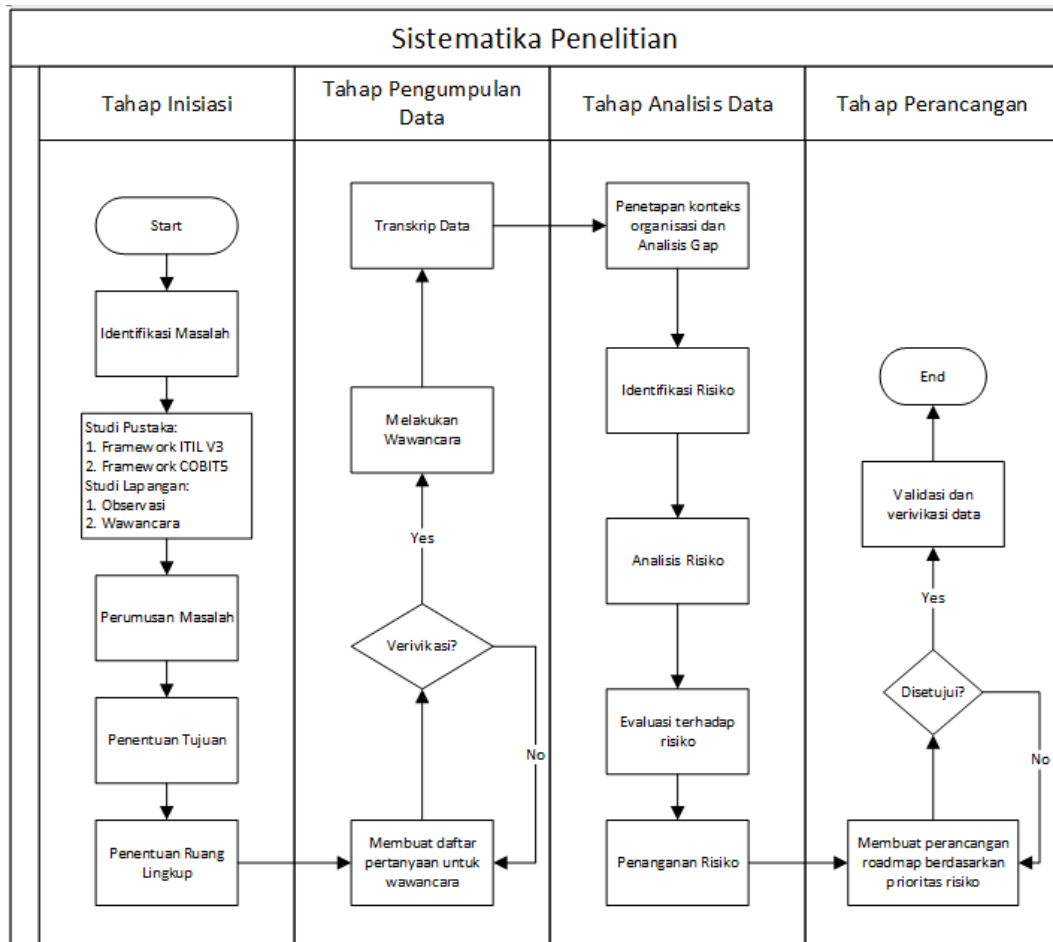 Sistematika Penelitian
Tahap Inisiasi
Tahap Pengumpulan
Data
Tahap Analisis Data
Tahap Perancangan
Start
Identifikasi Masalah
Studi Pustaka:
1. Framework ITIL V3
2. Framework COBIT5
Studi Lapangan:
1. Observasi
2. Wawancara
Perumusan Masalah
Penentuan Tujuan
Penentuan Ruang
Lingkup
Transkrip Data
Melakukan
Wawancara
Yes
Verivikasi?
No
Membuat daftar
pertanyaan untuk
wawancara
Penetapan konteks
organisasi dan
Analisis Gap
Identifikasi Risiko
Analisis Risiko
Evaluasi terhadap
risiko
Penanganan Risiko
End
Validasi dan
verivikasi data
Yes
Disetujui?
No
Membuat perancangan
roadmap berdasarkan
prioritas risiko